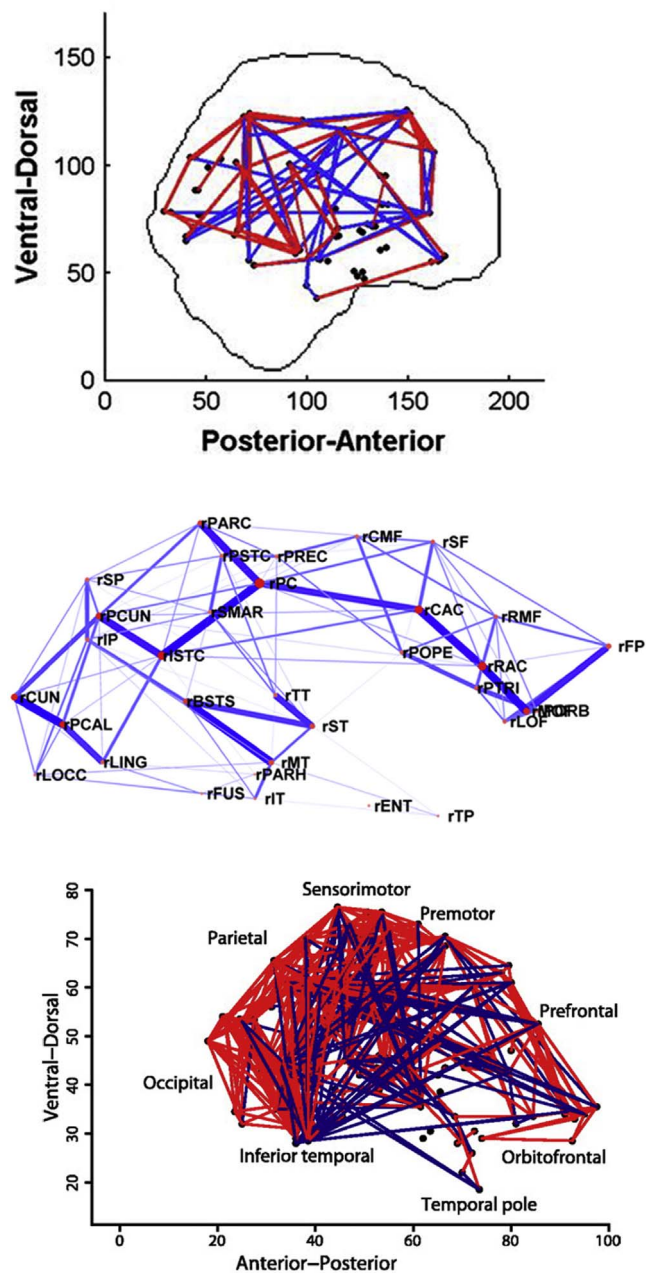 150
100
50
0
Ventral-Dorsal
0 50 100 150 200
Posterior-Anterior
rPARC
rCMF
rSF
rPSTC
rPREC
rSP
rPC
rPCUN
rSMAR
rCAC
rRMF
rIP
rISTC
rPOPE
rFP
rRAC
rCUN
rBSTS
rTT
rPTRI
rPCAL
rST
rLOF
rLING
rMT
rLOCC
rPARH
rFUS
rIT
rENT
rTP
80
70
60
50
40
30
20
Ventral–Dorsal
Sensorimotor
Premotor
Parietal
Prefrontal
Occipital
Inferior temporal
Orbitofrontal
Temporal pole
0 20 40 60 80 100
Anterior–Posterior